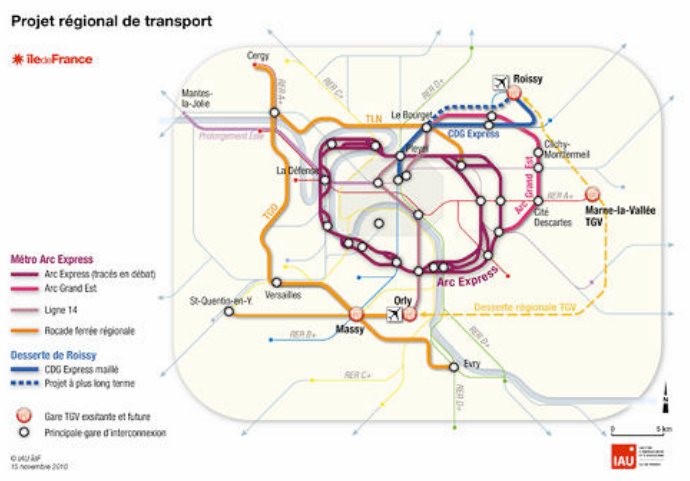 Projet régional de transport
îledeFrance
Cergy
Roissy
Mantes-
la-Jolie
RER A+
RER C+
RER D+
Le Bourget
TLN
CDG Express
Prolongement Eole
Pleyel
Clichy-
Montfermeil
La Défense
Arc Grand Est
RER A+
Marne-la-Vallée
TGV
Cité
Descartes
TGO
Métro Arc Express
Arc Express (tracés en débat)
Arc Grand Est
Ligne 14
Rocade ferrée régionale
Arc Express
St-Quentin-en-Y.
Versailles
Orly
Desserte régionale TGV
Massy
RER B+
RER D+
Evry
RER C+
RER D+
Desserte de Roissy
CDG Express maillé
Projet à plus long terme
Gare TGV exsitante et future
Principale gare d'interconnexion
N
0 5 km
© IAU îdF
15 novembre 2010
IAU